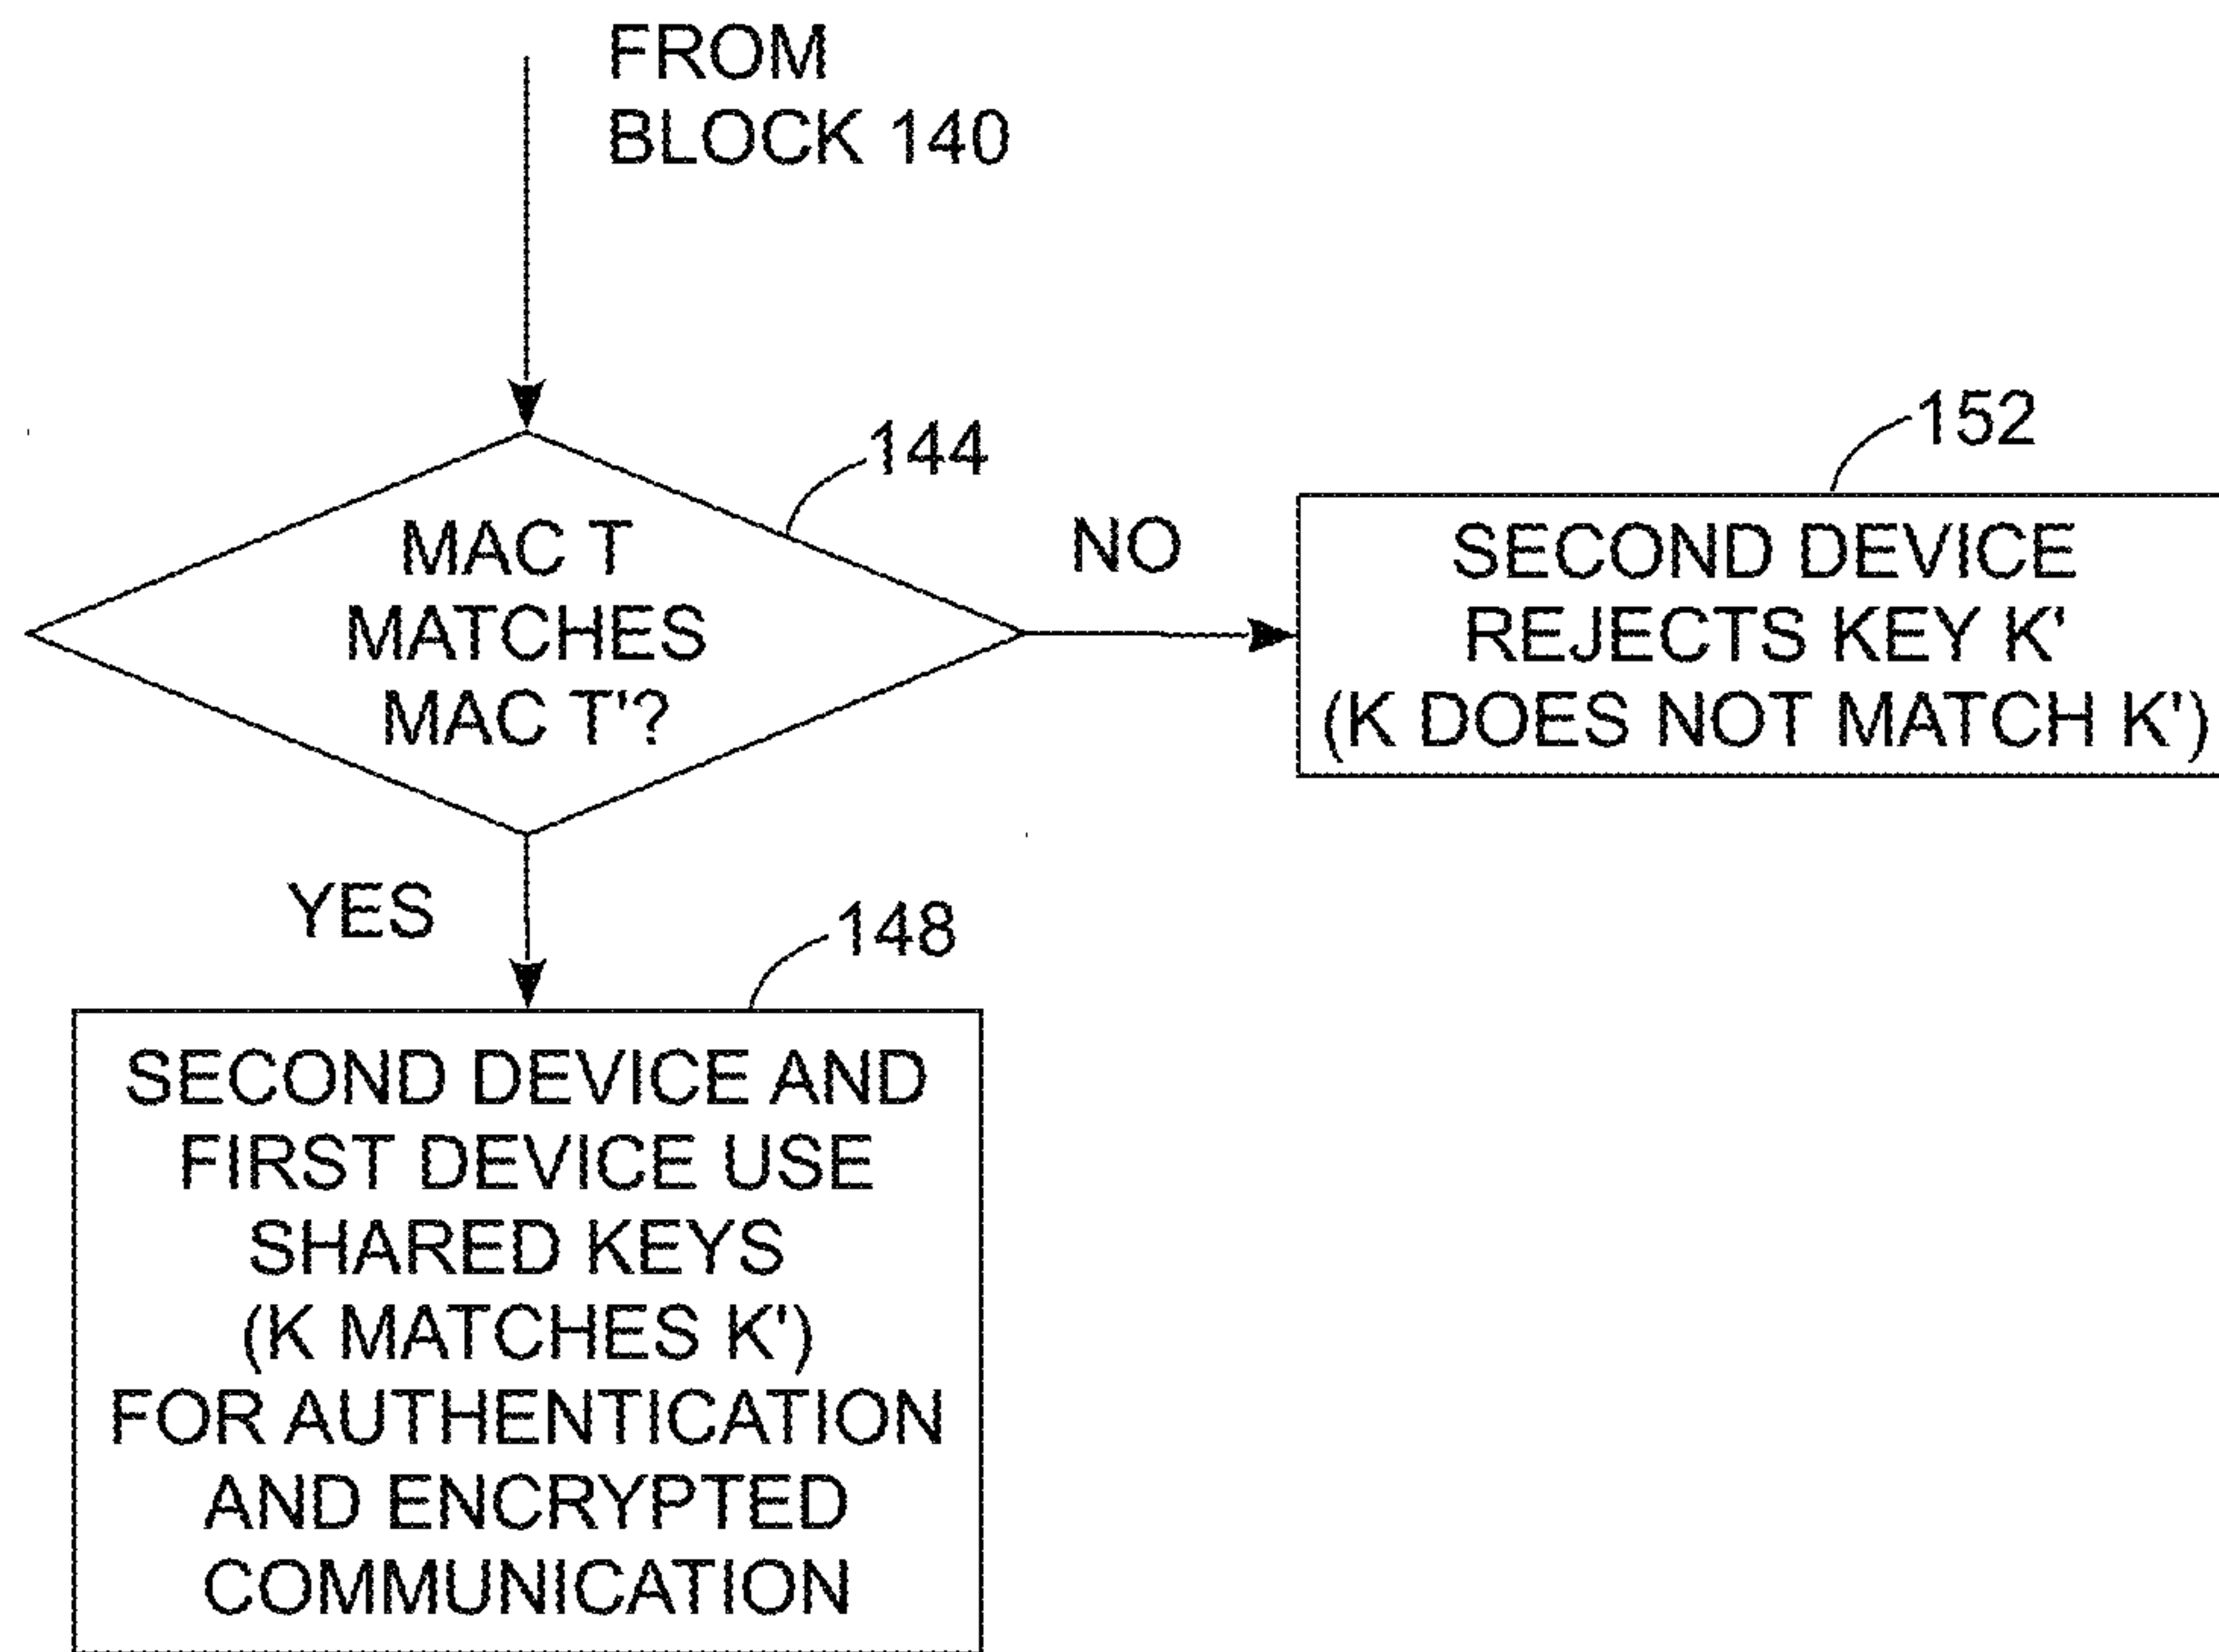 FROM
BLOCK 140
144
MAC T
MATCHES
MAC T'?
NO
152
SECOND DEVICE
REJECTS KEY K'
(K DOES NOT MATCH K')
YES
148
SECOND DEVICE AND
FIRST DEVICE USE
SHARED KEYS
(K MATCHES K')
FOR AUTHENTICATION
AND ENCRYPTED
COMMUNICATION